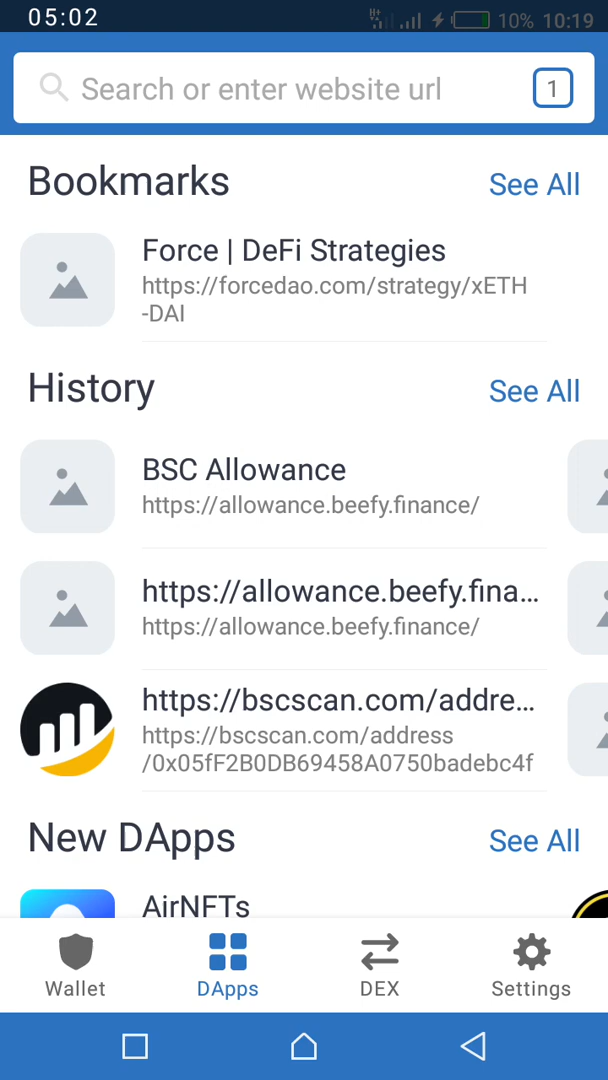 05:02
H+ 10% 10:19
Search or enter website url 1
Bookmarks See All
Force | DeFi Strategies
https://forcedao.com/strategy/xETH
-DAI
History See All
BSC Allowance
https://allowance.beefy.finance/
https://allowance.beefy.fina...
https://allowance.beefy.finance/
https://bscscan.com/addre...
https://bscscan.com/address
/0x05fF2B0DB69458A0750badebc4f
New DApps See All
AirNFTs
Wallet DApps DEX Settings